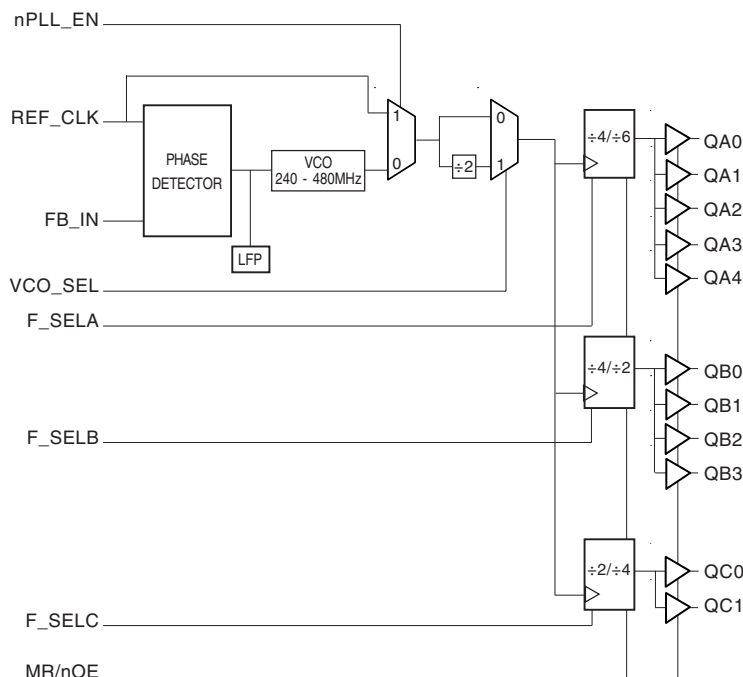 nPLL_EN
REF_CLK
PHASE
DETECTOR
VCO
240 - 480MHz
1
0
÷2
0
1
÷4/÷6
QA0
QA1
QA2
QA3
QA4
FB_IN
LFP
VCO_SEL
F_SELA
÷4/÷2
QB0
QB1
QB2
QB3
F_SELB
÷2/÷4
QC0
QC1
F_SELC
MR/nOE